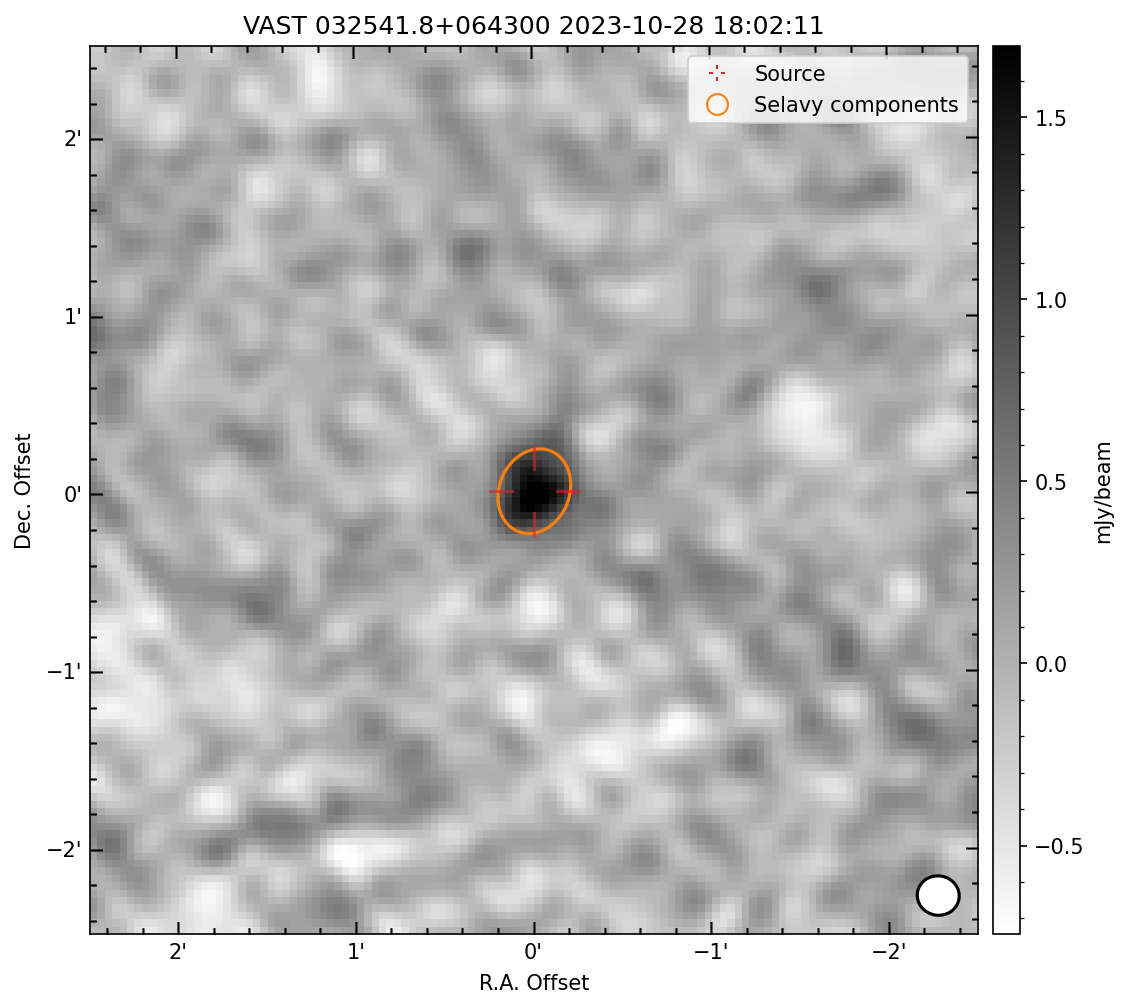 VAST 032541.8+064300 2023-10-28 18:02:11
Source
Selavy components
2'
1'
0'
−1'
−2'
Dec. Offset
2'
1'
0'
−1'
−2'
R.A. Offset
1.5
1.0
0.5
0.0
−0.5
mJy/beam